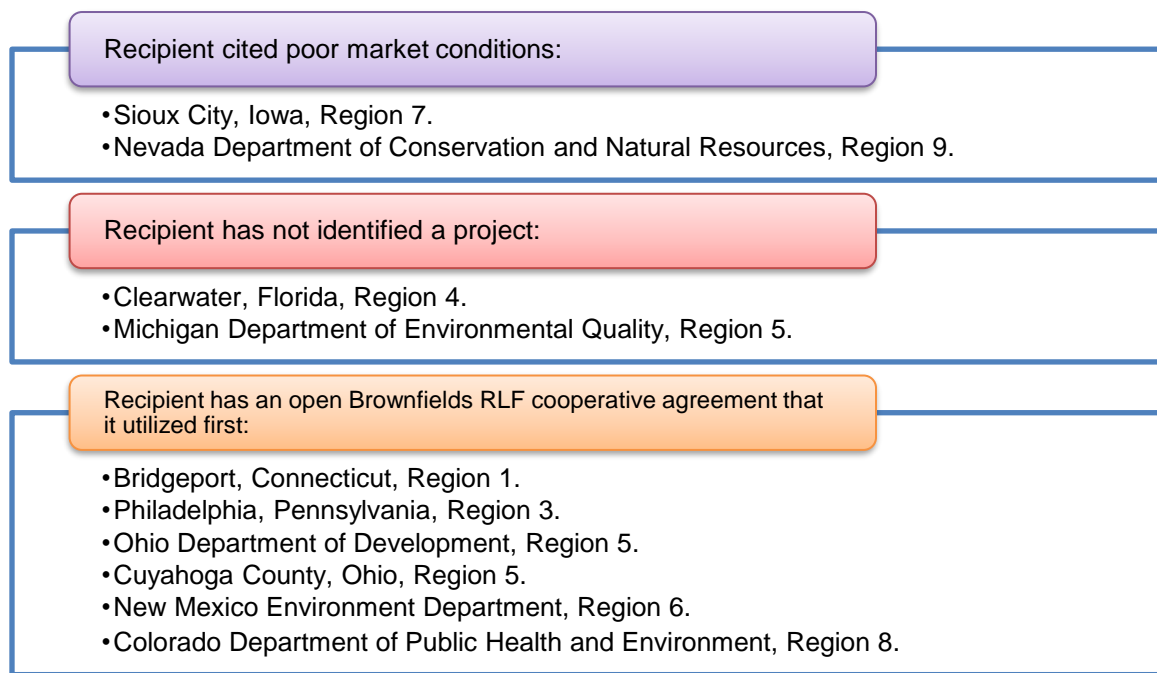 Recipient cited poor market conditions:
•Sioux City, Iowa, Region 7.
•Nevada Department of Conservation and Natural Resources, Region 9.
Recipient has not identified a project:
•Clearwater, Florida, Region 4.
•Michigan Department of Environmental Quality, Region 5.
Recipient has an open Brownfields RLF cooperative agreement that
it utilized first:
•Bridgeport, Connecticut, Region 1.
•Philadelphia, Pennsylvania, Region 3.
•Ohio Department of Development, Region 5.
•Cuyahoga County, Ohio, Region 5.
•New Mexico Environment Department, Region 6.
•Colorado Department of Public Health and Environment, Region 8.